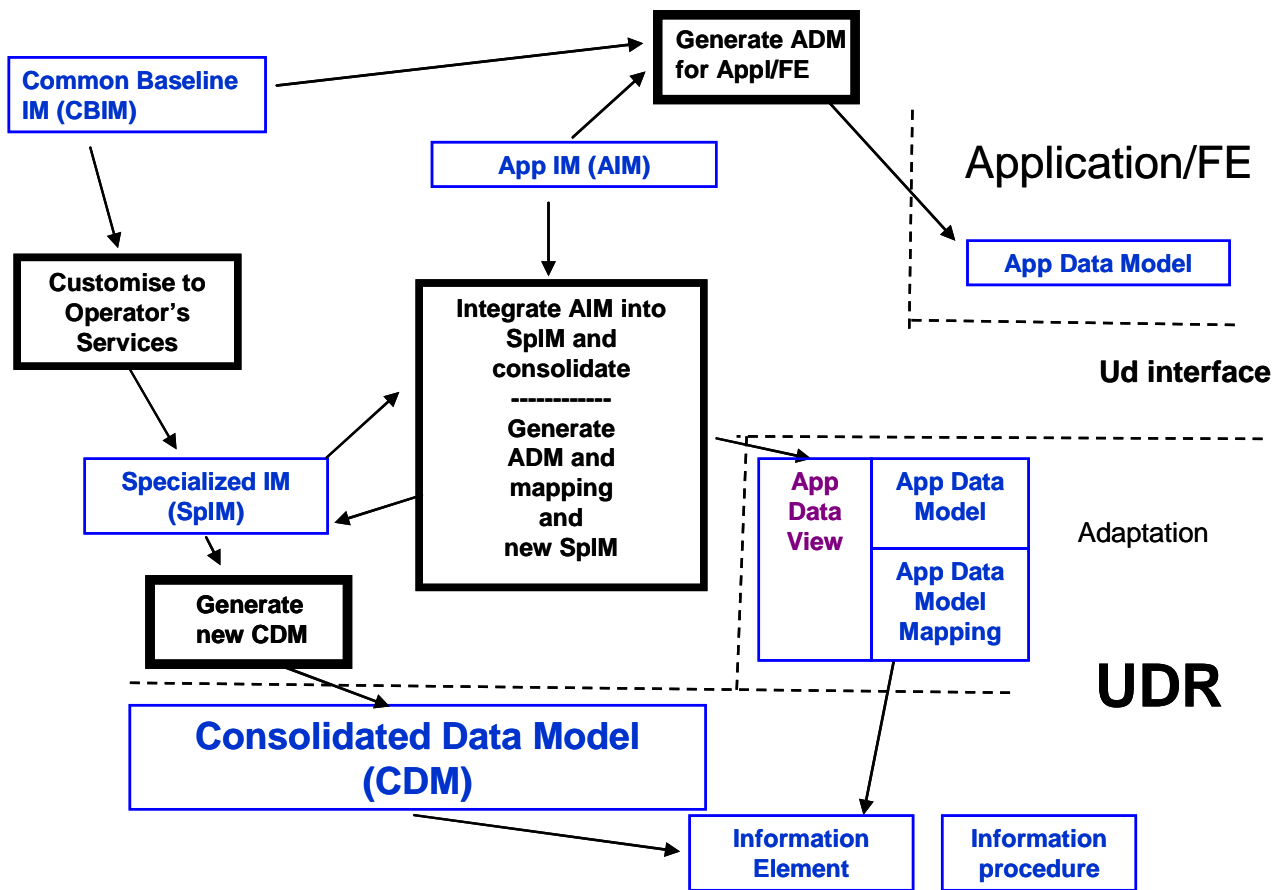 Generate ADM
for Appl/FE
Common Baseline
IM (CBIM)
App IM (AIM)
Application/FE
App Data Model
Customise to
Operator's
Services
Integrate AIM into
SpIM and
consolidate
------------
Generate
ADM and
mapping
and
new SpIM
Ud interface
Specialized IM
(SpIM)
App
Data
View
App Data
Model
App Data
Model
Mapping
Adaptation
Generate
new CDM
UDR
Consolidated Data Model
(CDM)
Information
Element
Information
procedure